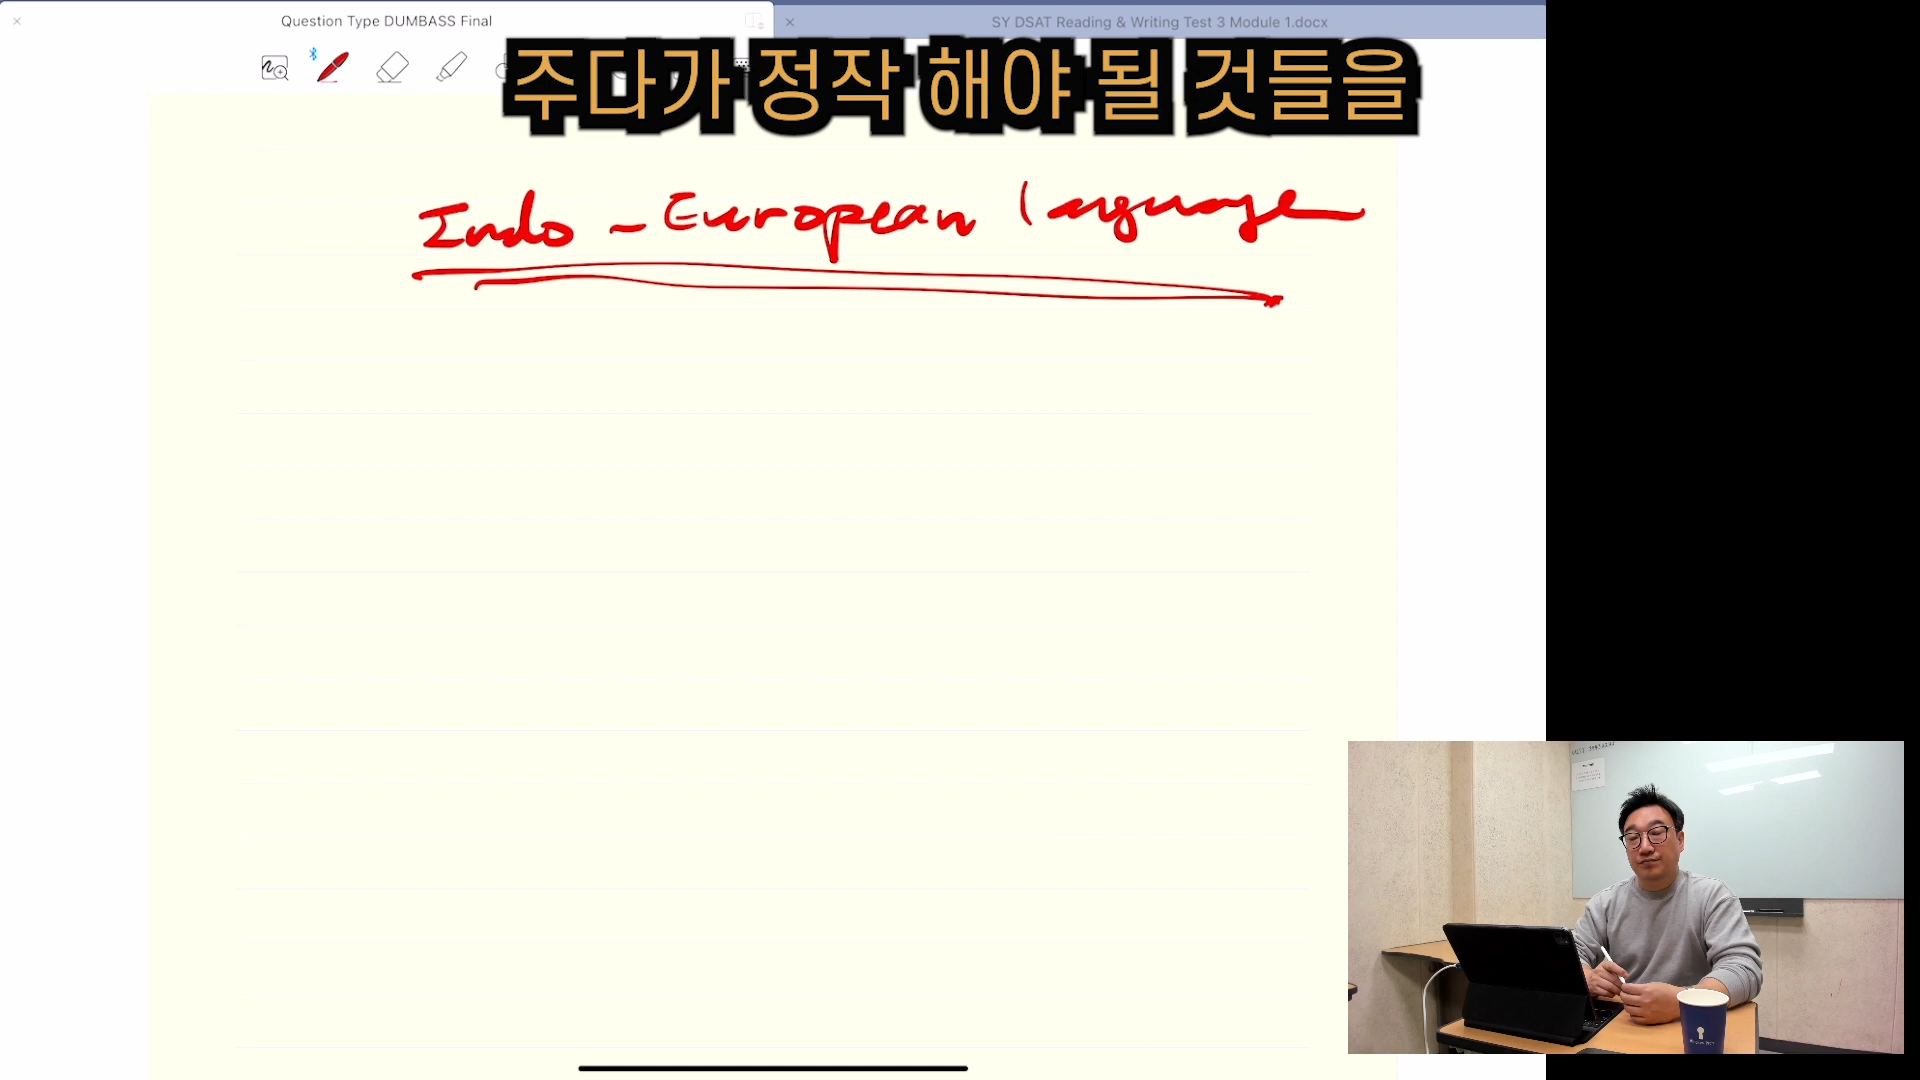 Question Type DUMBASS Final
SY DSAT Reading & Writing Test 3 Module 1.docx
주다가 정작 해야 될 것들을
Indo - European language